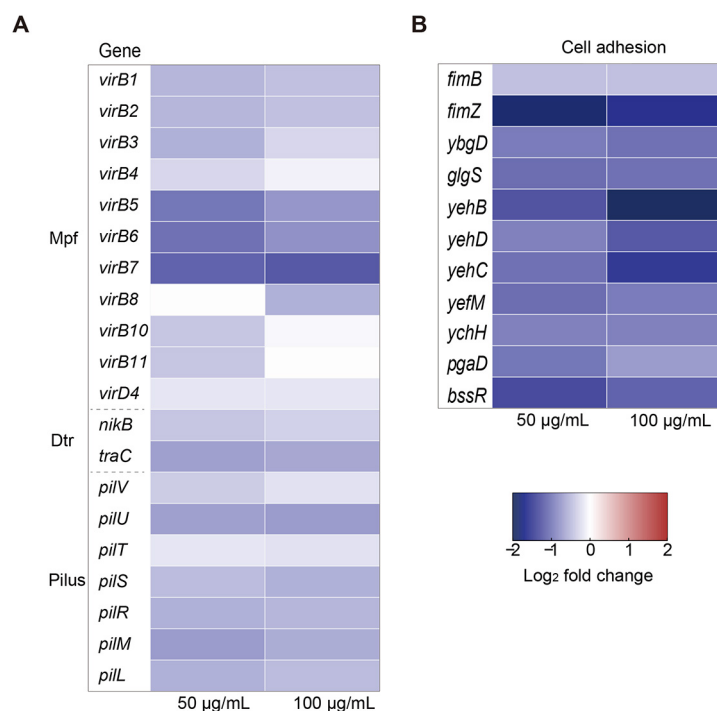 A
Gene
virB1
virB2
virB3
virB4
virB5
virB6
virB7
virB8
virB10
virB11
virD4
nikB
traC
pilV
pilU
pilT
pilS
pilR
pilM
pilL
Mpf
Dtr
Pilus
50 µg/mL 100 µg/mL
B
Cell adhesion
fimB
fimZ
ybgD
glgS
yehB
yehD
yehC
yefM
ychH
pgaD
bssR
50 µg/mL 100 µg/mL
−2 −1 0 1 2
Log₂ fold change